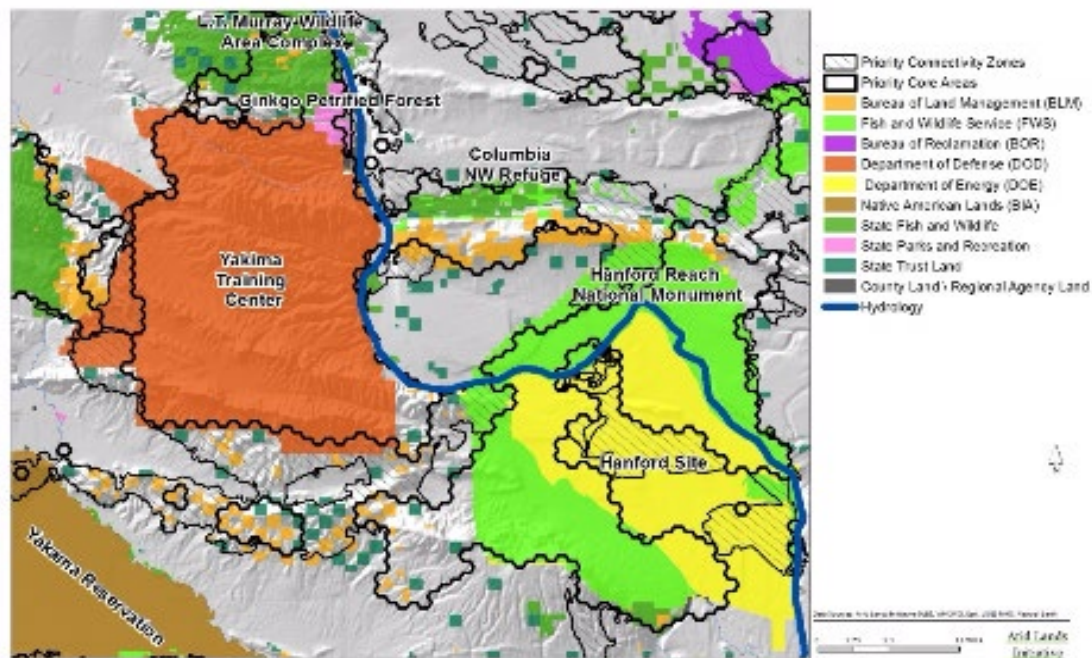 L.T. Murray Wildlife
Area Complex
Ginkgo Petrified Forest
Columbia
NW Refuge
Yakima
Training
Center
Hanford Reach
National Monument
Hanford Site
Yakama Reservation
Priority Connectivity Zones
Priority Core Areas
Bureau of Land Management (BLM)
Fish and Wildlife Service (FWS)
Bureau of Reclamation (BOR)
Department of Defense (DOD)
Department of Energy (DOE)
Native American Lands (BIA)
State Fish and Wildlife
State Parks and Recreation
State Trust Land
County Land \ Regional Agency Land
Hydrology
Arid Lands
Initiative